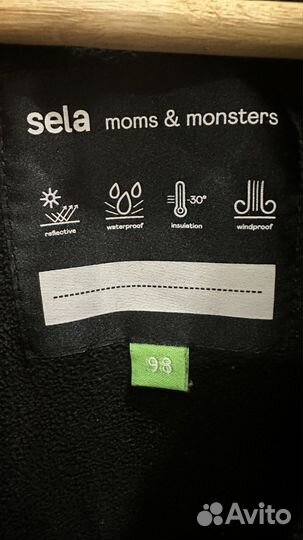 sela moms & monsters
-30°
reflective waterproof insulation windproof
98
Avito